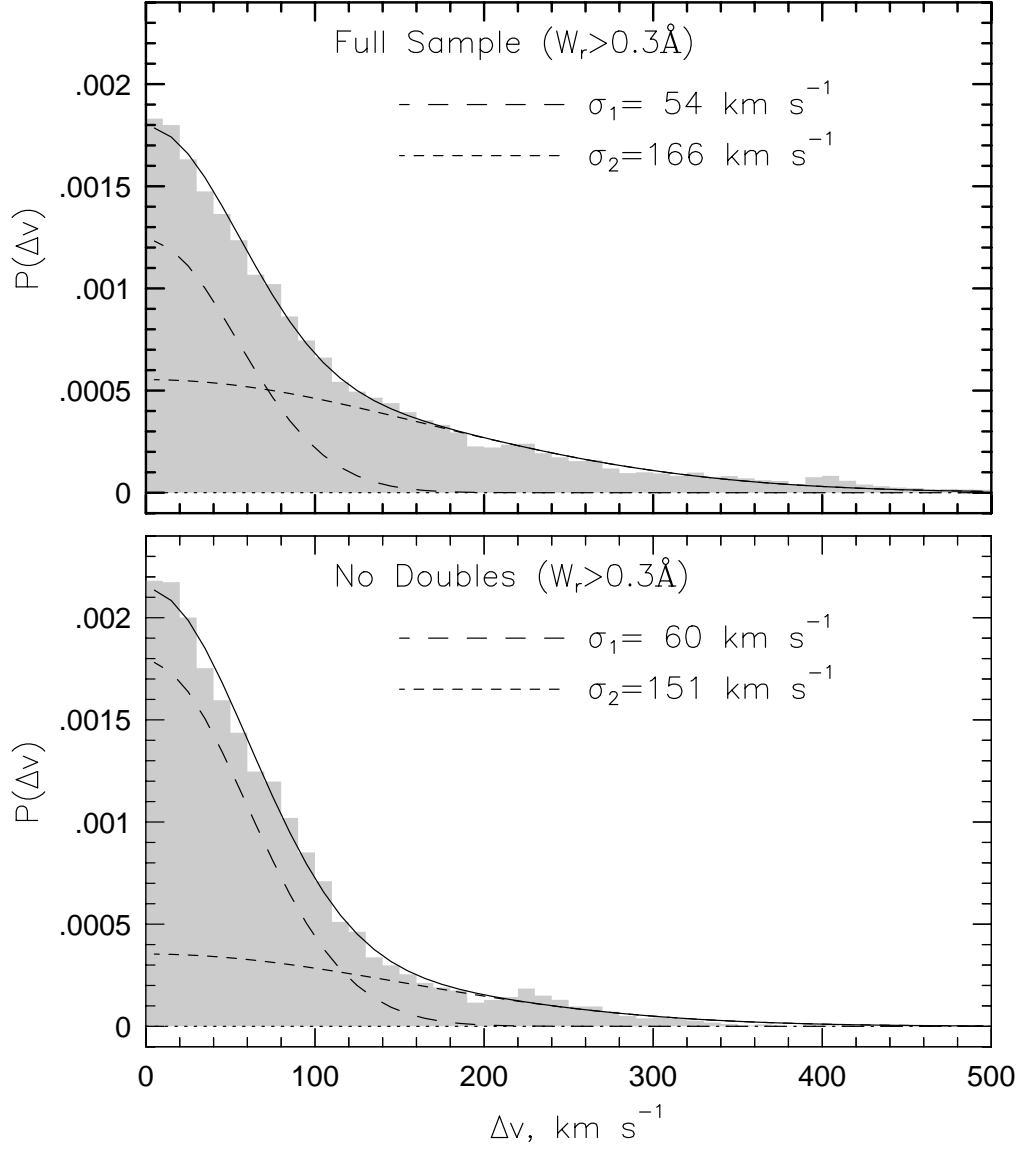 Full Sample (Wᵣ>0.3Å)
σ₁= 54 km s⁻¹
σ₂=166 km s⁻¹
P(Δv)
.002
.0015
.001
.0005
0
No Doubles (Wᵣ>0.3Å)
σ₁= 60 km s⁻¹
σ₂=151 km s⁻¹
P(Δv)
.002
.0015
.001
.0005
0
0 100 200 300 400 500
Δv, km s⁻¹